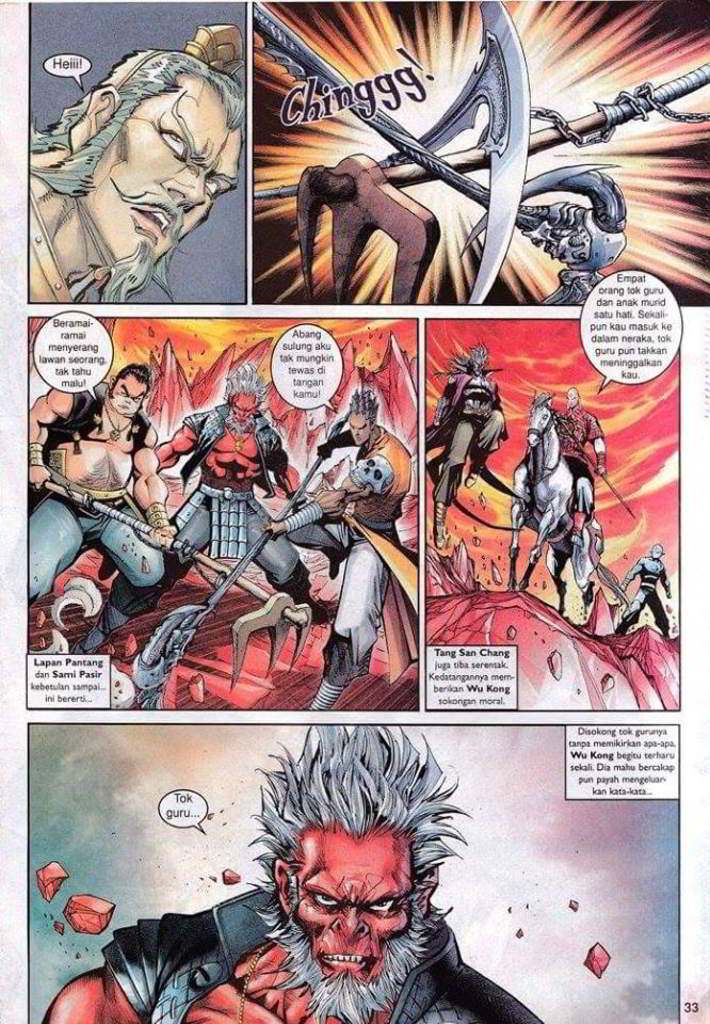 Heiii!
Chinggg!
Empat
orang tok guru
dan anak murid
satu hati. Sekali-
pun kau masuk ke
dalam neraka, tok
guru pun takkan
meninggalkan
kau.
Beramai-
ramai
menyerang
lawan seorang,
tak tahu
malu!
Abang
sulung aku
tak mungkin
tewas di
tangan
kamu!
Lapan Pantang
dan Sami Pasir
kebetulan sampai...
ini bererti...
Tang San Chang
juga tiba serentak.
Kedatangannya mem-
berikan Wu Kong
sokongan moral.
Disokong tok gurunya
tanpa memikirkan apa-apa,
Wu Kong begitu terharu
sekali. Dia mahu bercakap
pun payah mengeluar-
kan kata-kata...
Tok
guru...
33